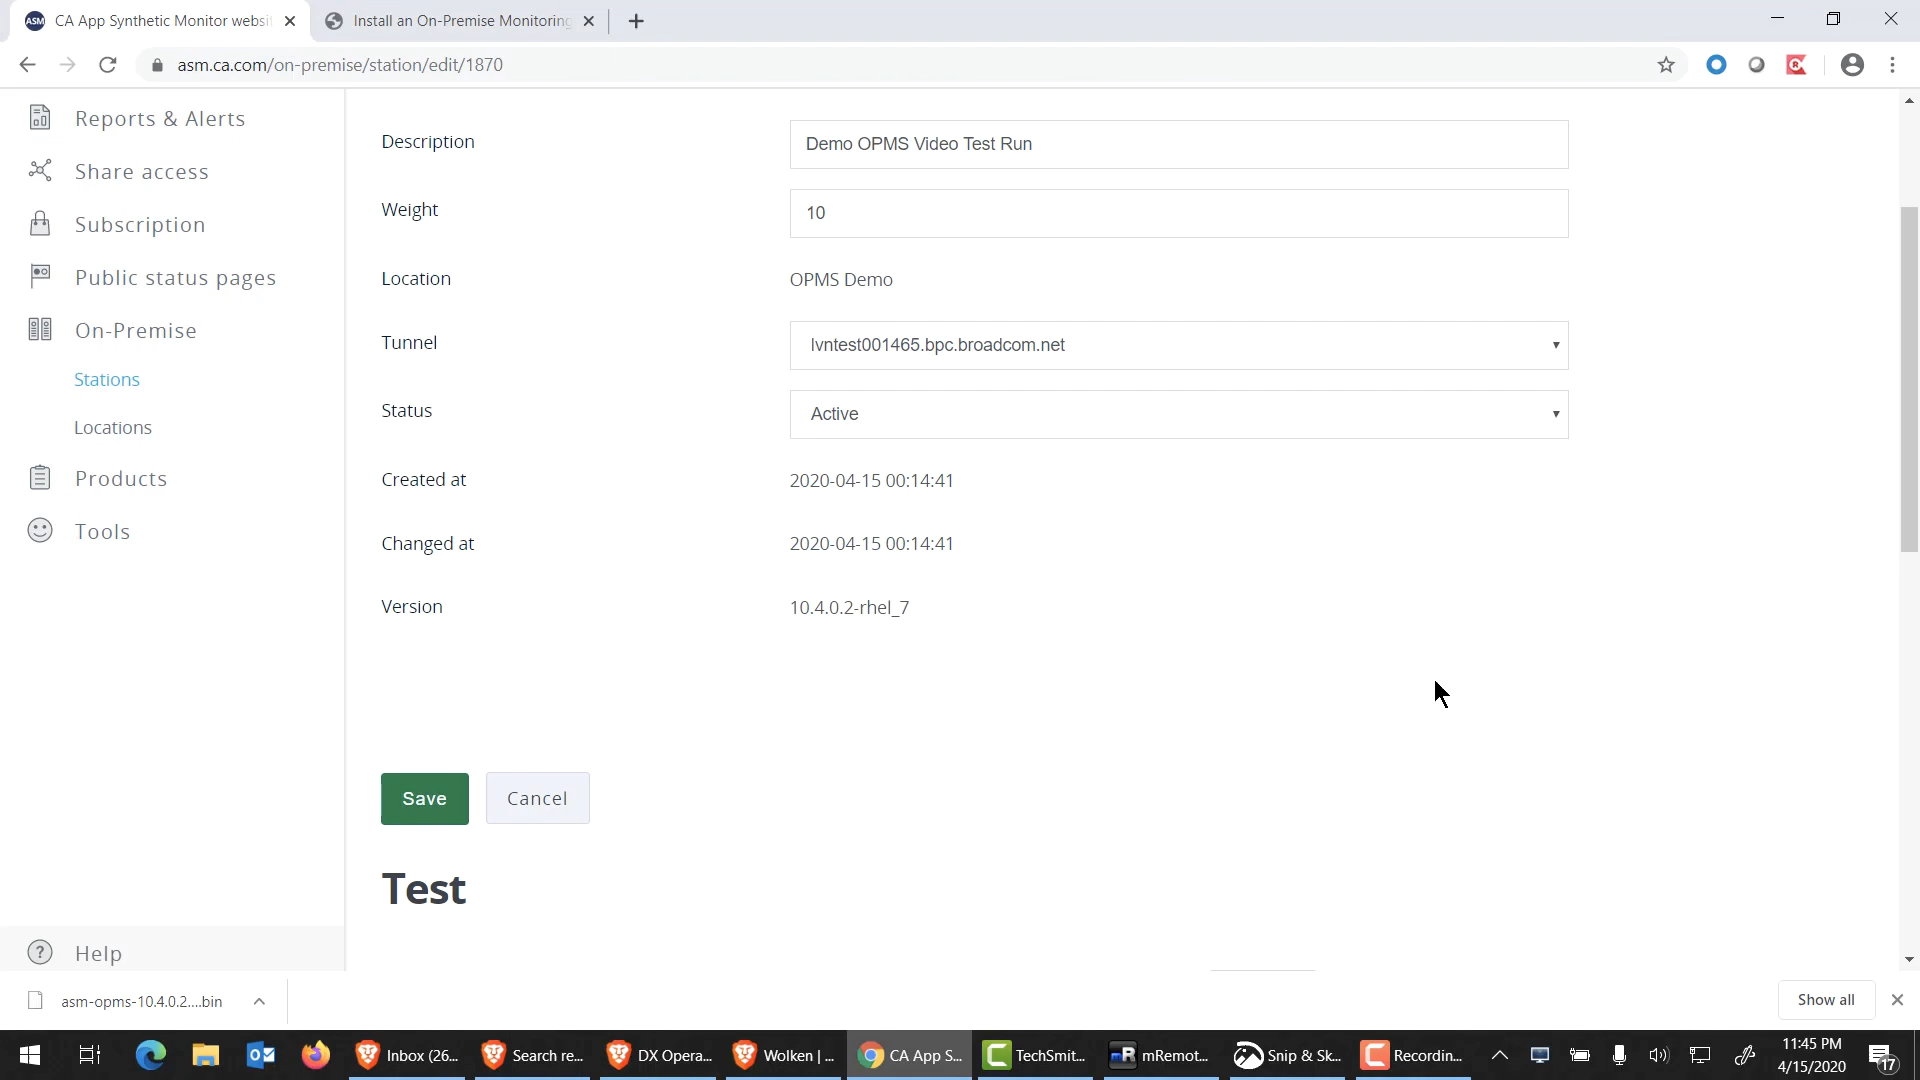 ASM CA App Synthetic Monitor websi
Install an On-Premise Monitoring
asm.ca.com/on-premise/station/edit/1870
Reports & Alerts
Share access
Subscription
Public status pages
On-Premise
Stations
Locations
Products
Tools
Help
Description
Demo OPMS Video Test Run
Weight
10
Location
OPMS Demo
Tunnel
lvntest001465.bpc.broadcom.net
Status
Active
Created at
2020-04-15 00:14:41
Changed at
2020-04-15 00:14:41
Version
10.4.0.2-rhel_7
Save
Cancel
Test
asm-opms-10.4.0.2....bin
Show all
Inbox (26...
Search re...
DX Opera...
Wolken | ...
CA App S...
TechSmit...
mR mRemot...
Snip & Sk...
Recordin...
11:45 PM
4/15/2020
17